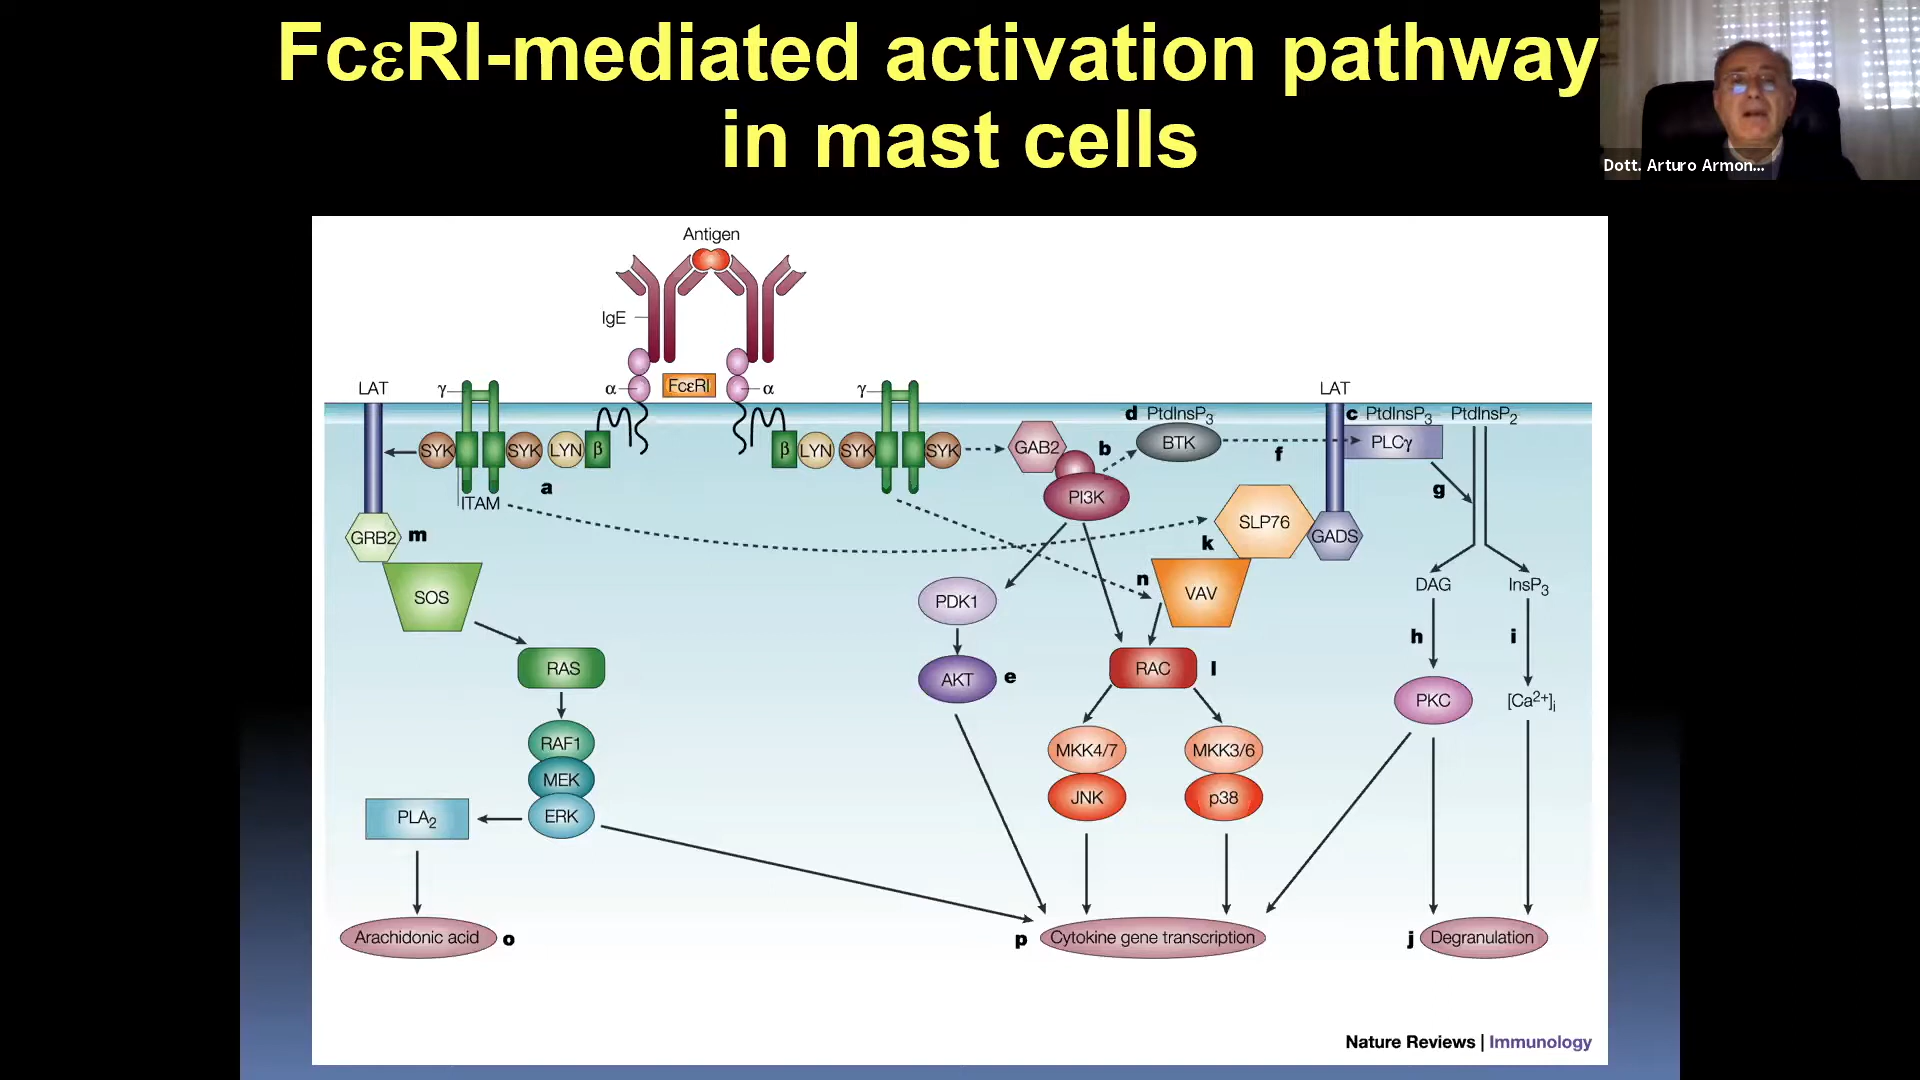 FcεRI-mediated activation pathway
in mast cells
Dott. Arturo Armon...
Antigen
IgE
LAT
γ
α
FcεRI
α
γ
LAT
d PtdInsP3
c PtdInsP3
PtdInsP2
SYK
SYK
LYN
β
β
LYN
SYK
SYK
GAB2
b
BTK
f
PLCγ
a
ITAM
PI3K
g
GRB2
m
SLP76
k
GADS
SOS
PDK1
n
VAV
DAG
InsP3
h
i
RAS
AKT
e
RAC
l
PKC
[Ca2+]i
RAF1
MEK
ERK
PLA2
MKK4/7
JNK
MKK3/6
p38
Arachidonic acid
o
p
Cytokine gene transcription
j
Degranulation
Nature Reviews | Immunology